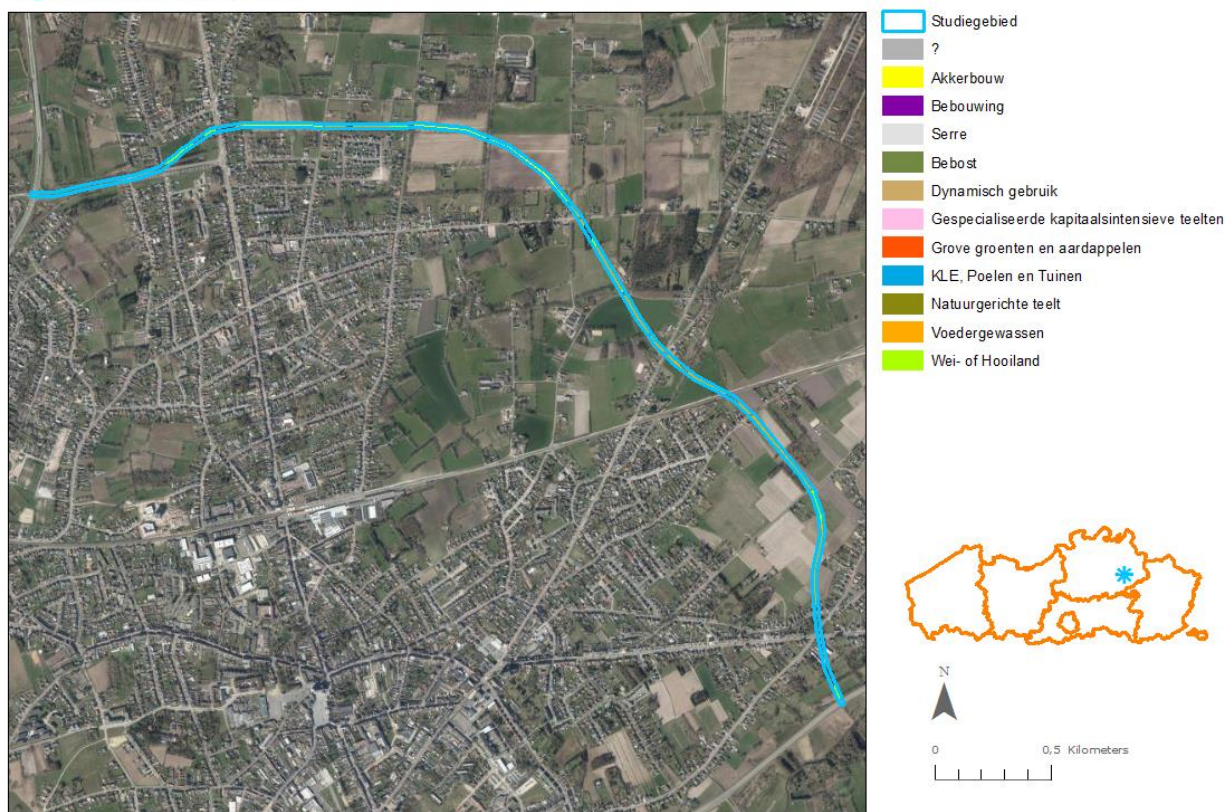 Studiegebied
?
Akkerbouw
Bebouwing
Serre
Bebost
Dynamisch gebruik
Gespecialiseerde kapitaalsintensieve teelten
Grove groenten en aardappelen
KLE, Poelen en Tuinen
Natuurgerichte teelt
Voedergewassen
Wei- of Hooiland
N
0 0,5 Kilometers